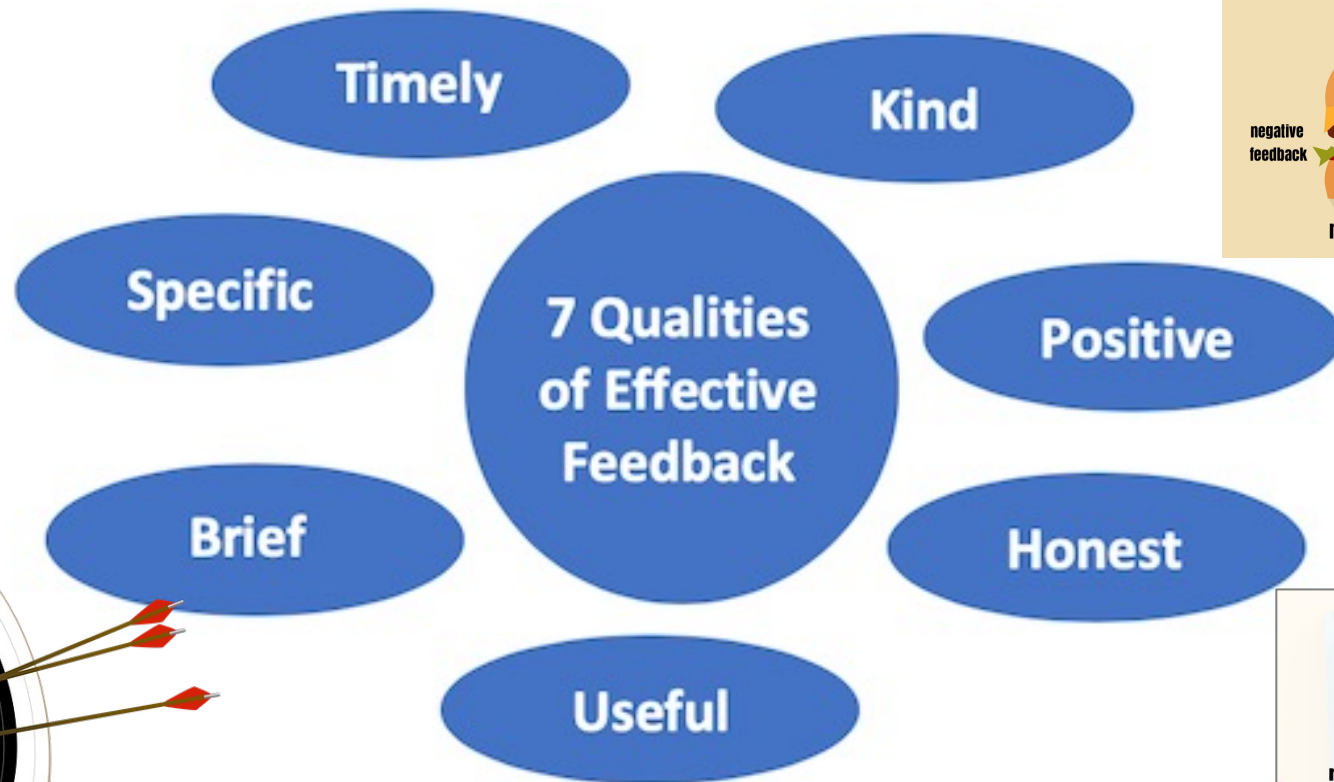 Timely
Kind
negative
feedback
Specific
7 Qualities
of Effective
Feedback
Positive
Brief
Honest
Useful